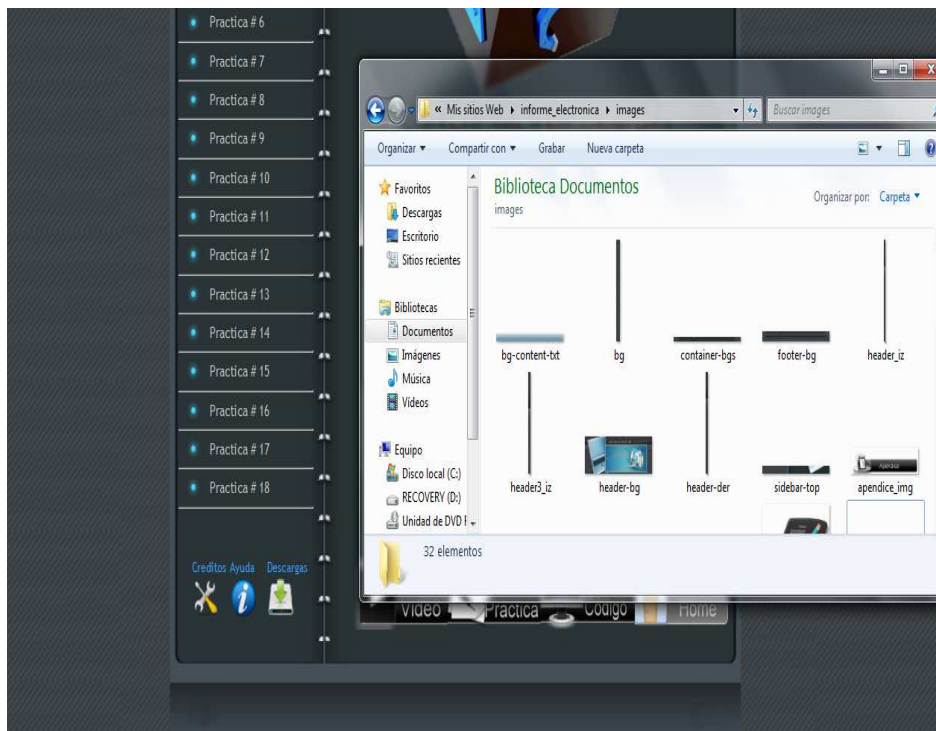 Practica # 6
Practica # 7
Practica # 8
Practica # 9
Practica # 10
Practica # 11
Practica # 12
Practica # 13
Practica # 14
Practica # 15
Practica # 16
Practica # 17
Practica # 18
Creditos Ayuda Descargas
« Mis sitios Web informe_electronica images
Buscar images
Organizar Compartir con Grabar Nueva carpeta
Favoritos
Descargas
Escritorio
Sitios recientes
Bibliotecas
Documentos
Imágenes
Música
Vídeos
Equipo
Disco local (C:)
RECOVERY (D:)
Unidad de DVD
Biblioteca Documentos
images
Organizar por: Carpeta
bg-content-txt bg container-bgs footer-bg header_iz
header3_iz header-bg header-der sidebar-top apendice_img
Apendice
32 elementos
Video Practica Codigo Home